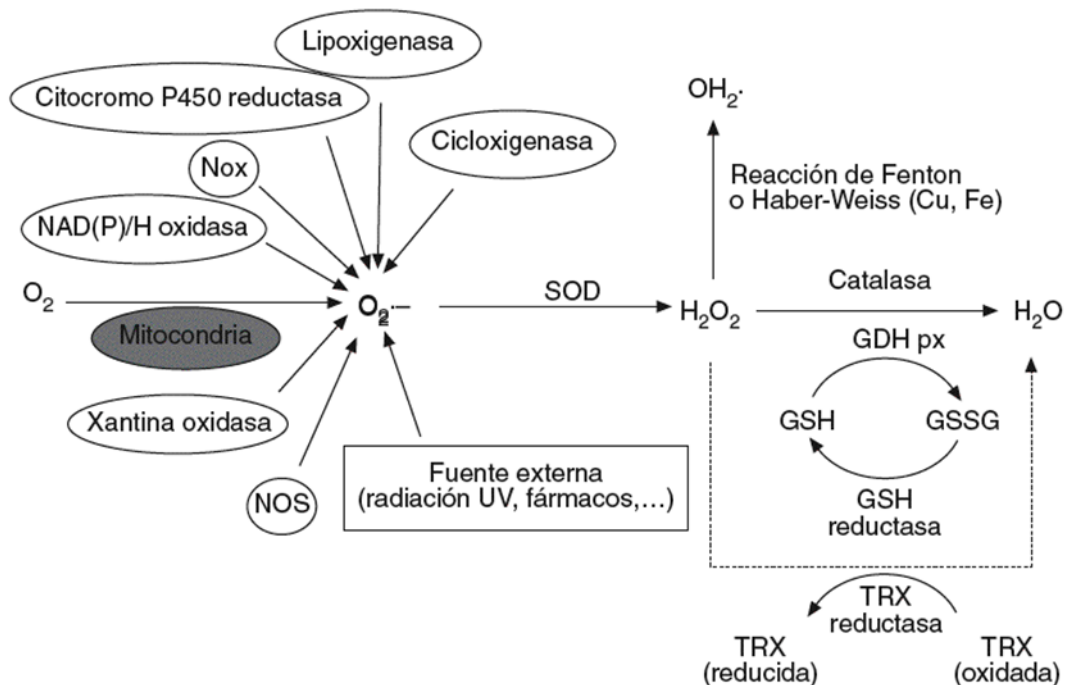 Lipoxigenasa
Citocromo P450 reductasa
Cicloxigenasa
Nox
NAD(P)/H oxidasa
O₂
Mitocondria
O₂·–
Xantina oxidasa
NOS
Fuente externa
(radiación UV, fármacos,…)
SOD
OH₂·
Reacción de Fenton
o Haber-Weiss (Cu, Fe)
H₂O₂
Catalasa
H₂O
GDH px
GSH
GSSG
GSH
reductasa
TRX
reductasa
TRX
(reducida)
TRX
(oxidada)